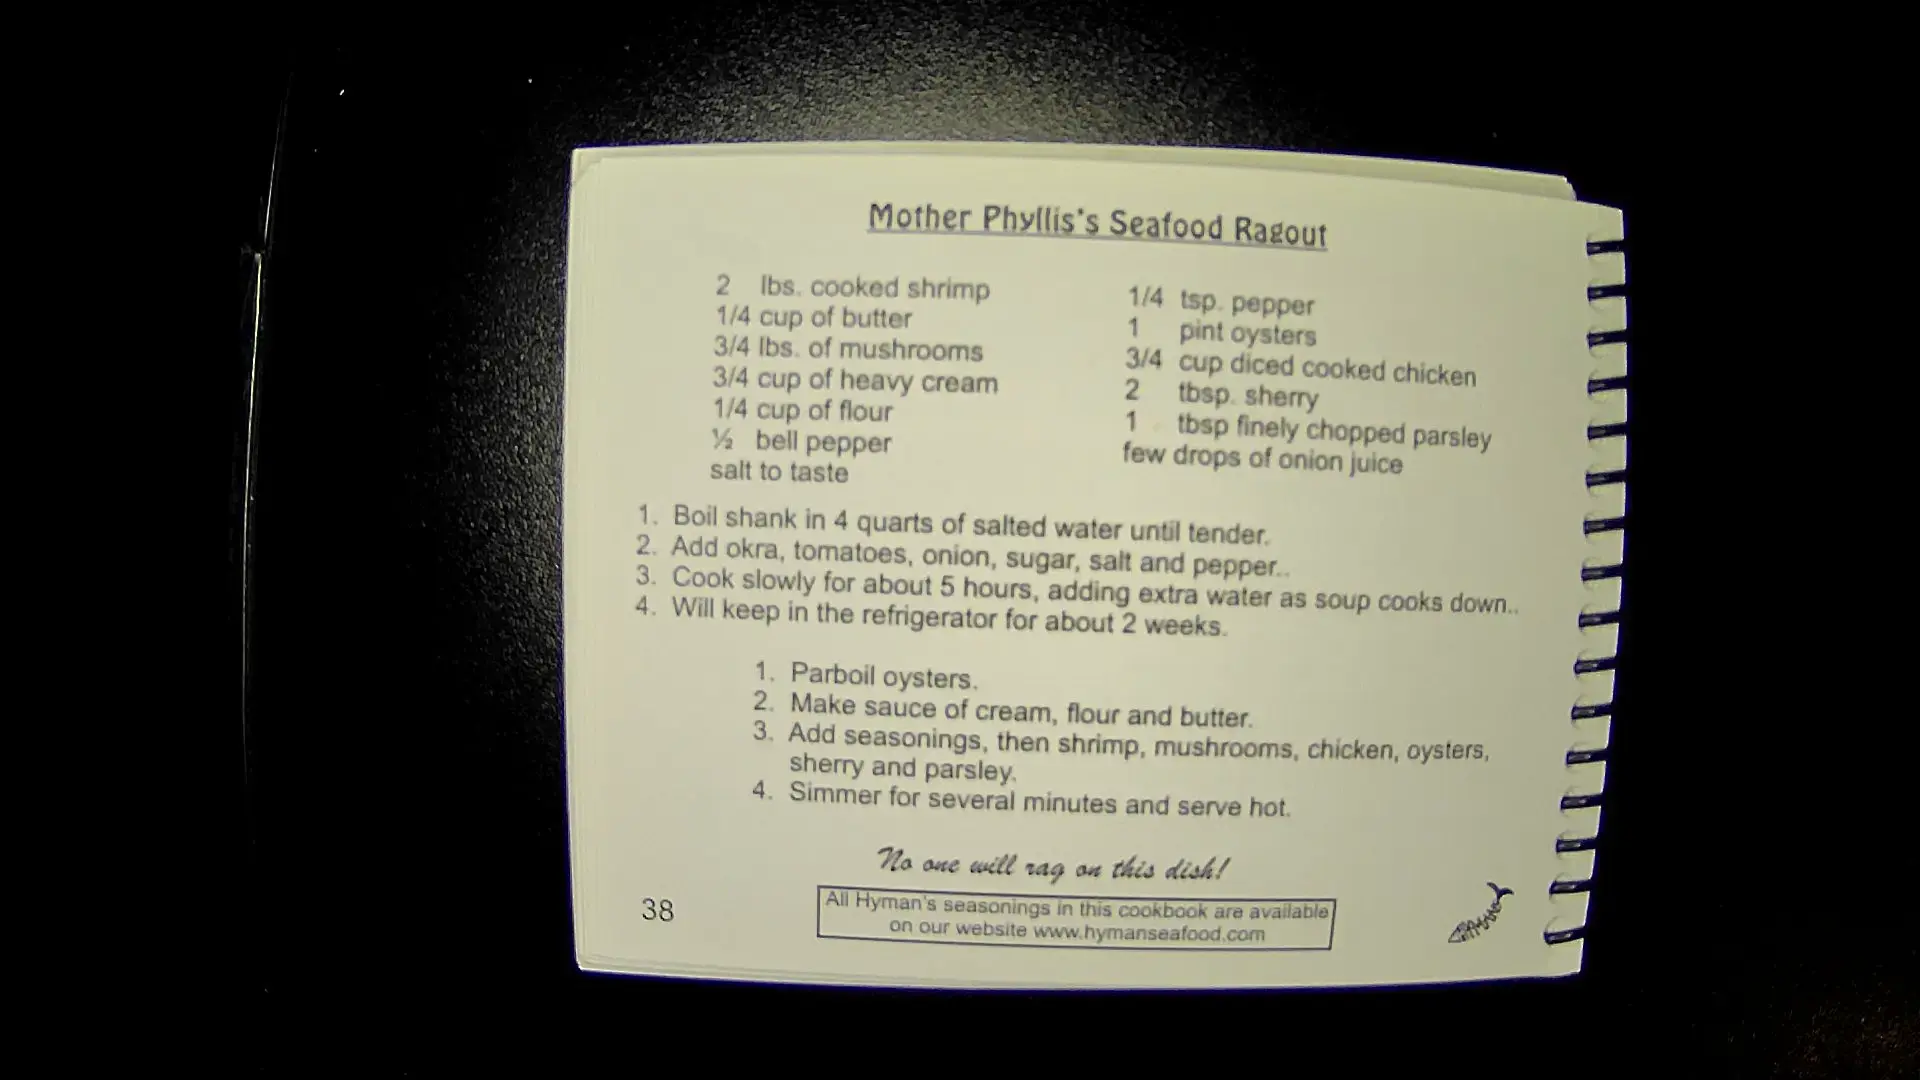 Mother Phyllis's Seafood Ragout
2 lbs. cooked shrimp
1/4 cup of butter
3/4 lbs. of mushrooms
3/4 cup of heavy cream
1/4 cup of flour
½ bell pepper
salt to taste
1/4 tsp. pepper
1 pint oysters
3/4 cup diced cooked chicken
2 tbsp. sherry
1 tbsp finely chopped parsley
few drops of onion juice
1. Boil shank in 4 quarts of salted water until tender.
2. Add okra, tomatoes, onion, sugar, salt and pepper..
3. Cook slowly for about 5 hours, adding extra water as soup cooks down..
4. Will keep in the refrigerator for about 2 weeks.
1. Parboil oysters.
2. Make sauce of cream, flour and butter.
3. Add seasonings, then shrimp, mushrooms, chicken, oysters,
sherry and parsley.
4. Simmer for several minutes and serve hot.
No one will rag on this dish!
All Hyman's seasonings in this cookbook are available
on our website www.hymanseafood.com
38